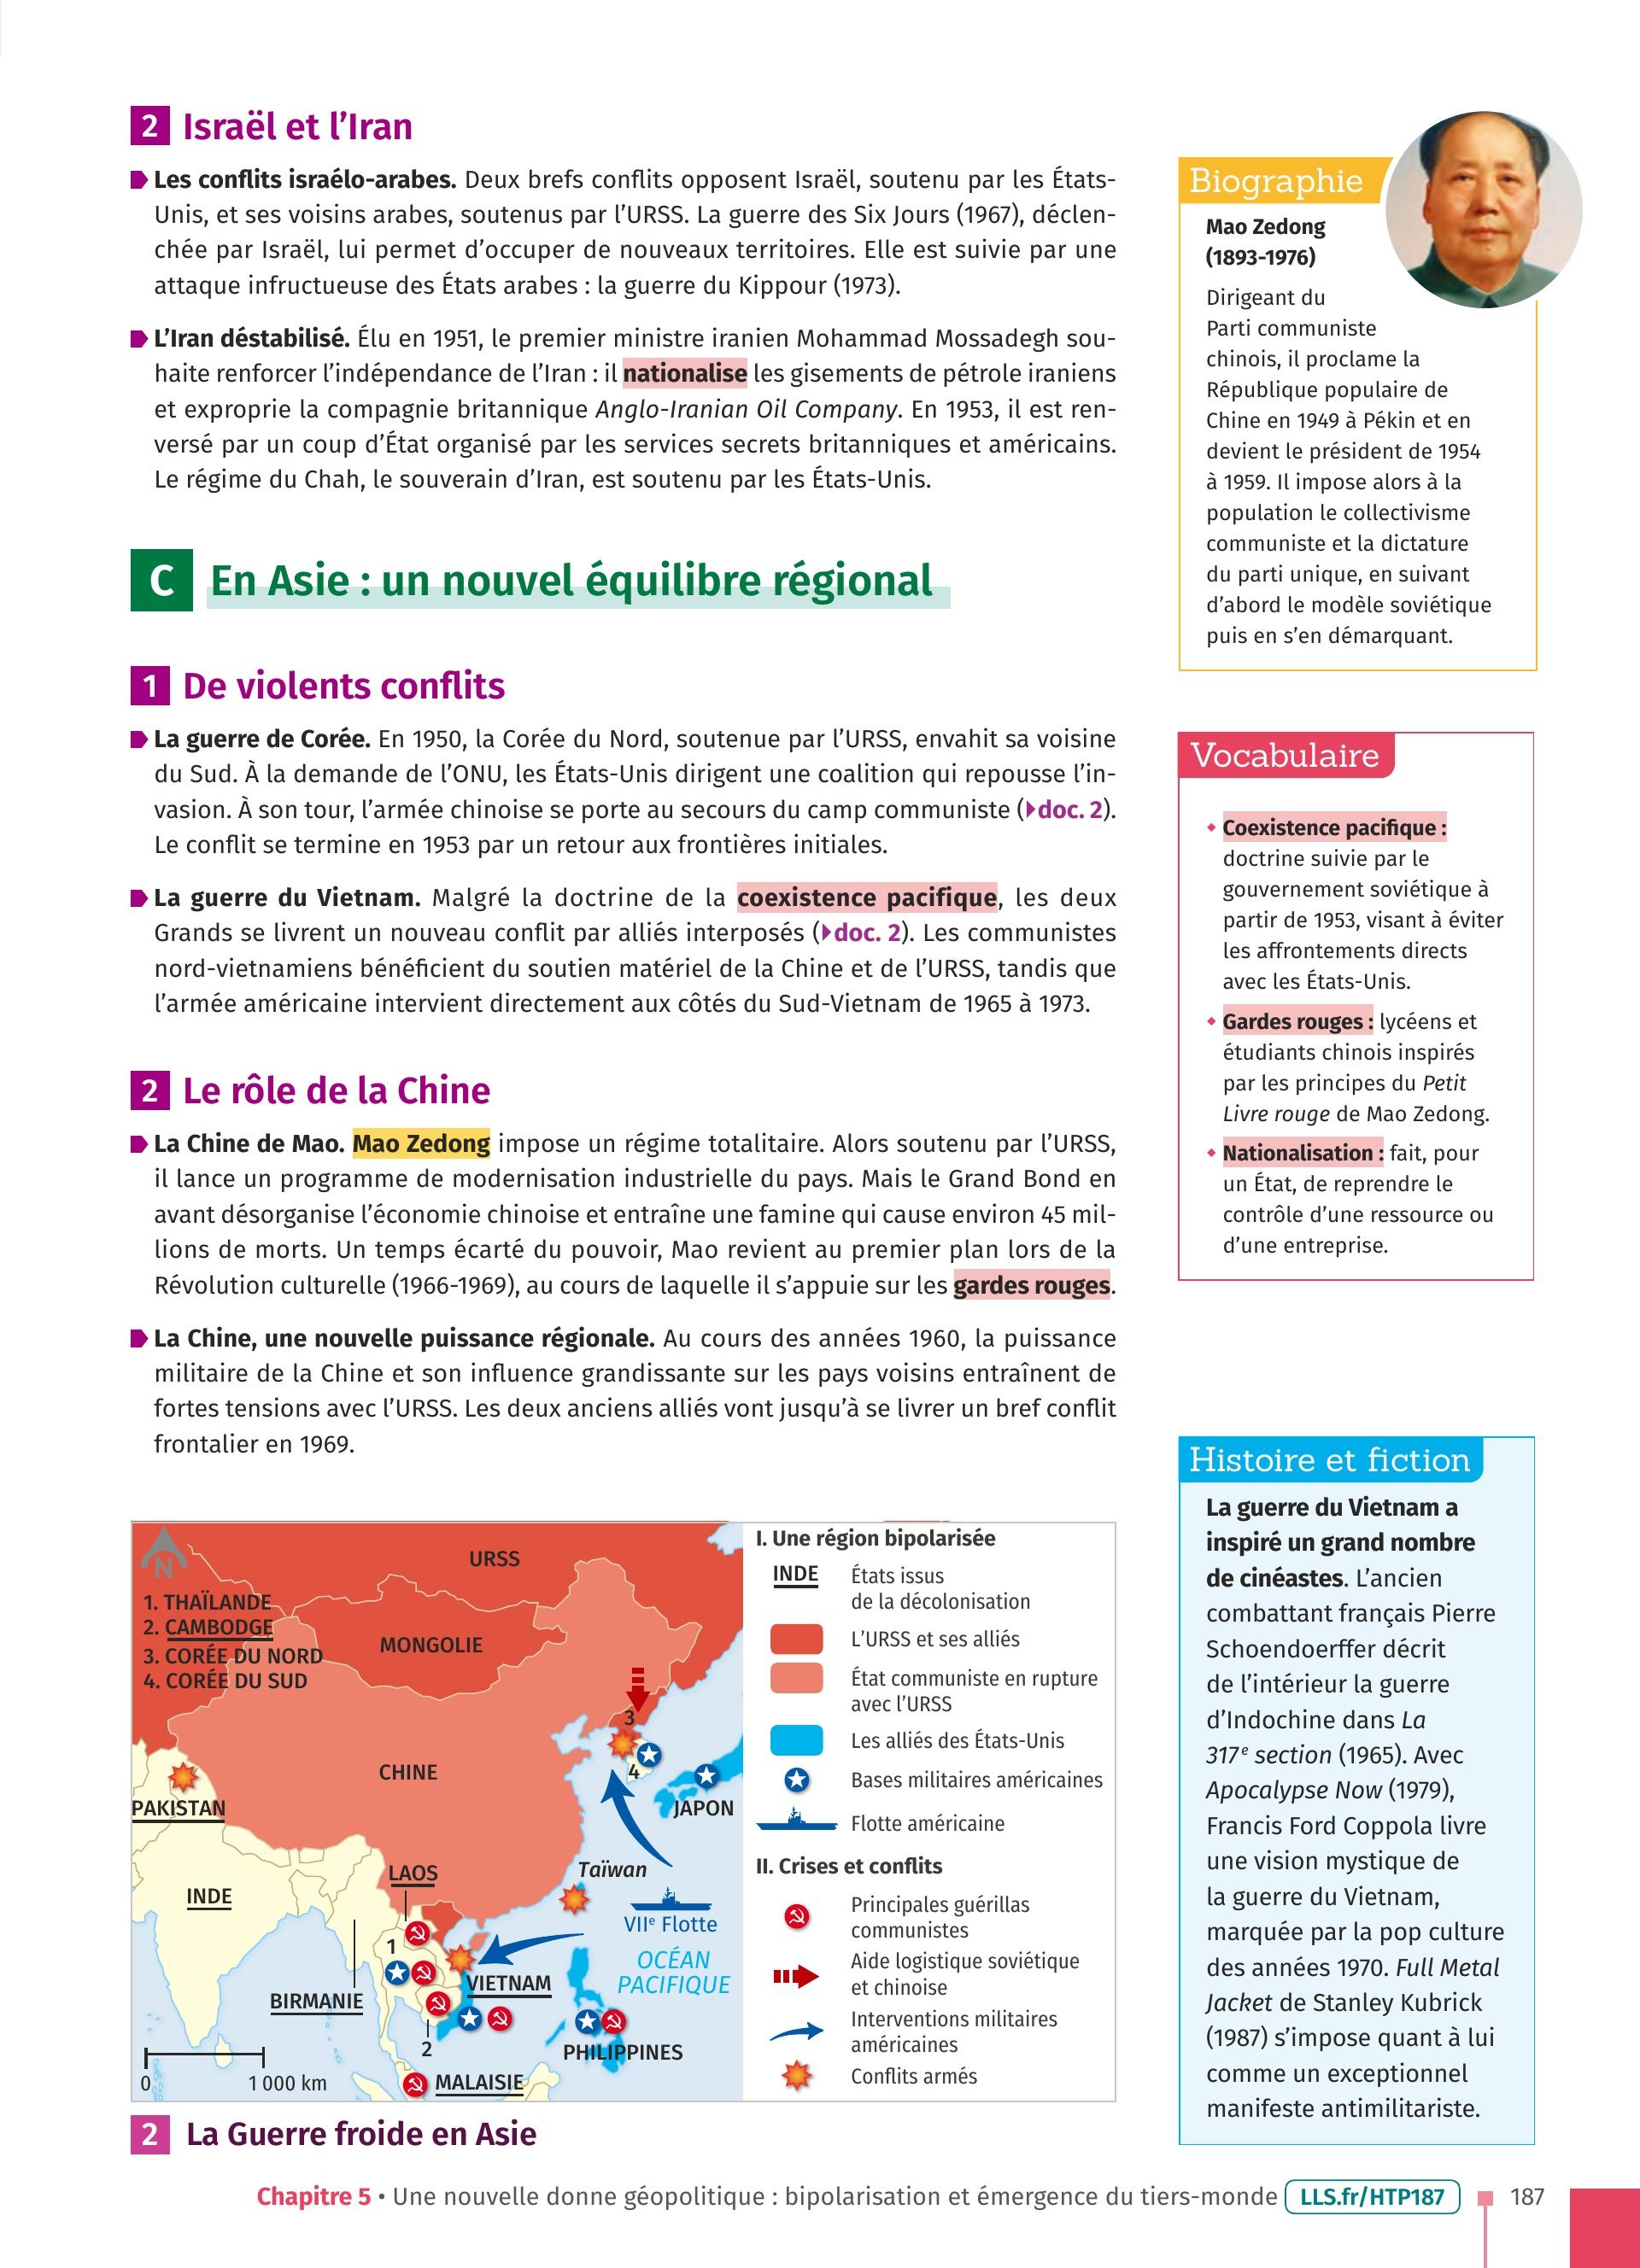 2 Israël et l’Iran
Les conflits israélo-arabes. Deux brefs conflits opposent Israël, soutenu par les États-
Unis, et ses voisins arabes, soutenus par l’URSS. La guerre des Six Jours (1967), déclen-
chée par Israël, lui permet d’occuper de nouveaux territoires. Elle est suivie par une
attaque infructueuse des États arabes : la guerre du Kippour (1973).
L’Iran déstabilisé. Élu en 1951, le premier ministre iranien Mohammad Mossadegh sou-
haite renforcer l’indépendance de l’Iran : il nationalise les gisements de pétrole iraniens
et exproprie la compagnie britannique Anglo-Iranian Oil Company. En 1953, il est ren-
versé par un coup d’État organisé par les services secrets britanniques et américains.
Le régime du Chah, le souverain d’Iran, est soutenu par les États-Unis.
C En Asie : un nouvel équilibre régional
1 De violents conflits
La guerre de Corée. En 1950, la Corée du Nord, soutenue par l’URSS, envahit sa voisine
du Sud. À la demande de l’ONU, les États-Unis dirigent une coalition qui repousse l’in-
vasion. À son tour, l’armée chinoise se porte au secours du camp communiste (doc. 2).
Le conflit se termine en 1953 par un retour aux frontières initiales.
La guerre du Vietnam. Malgré la doctrine de la coexistence pacifique, les deux
Grands se livrent un nouveau conflit par alliés interposés (doc. 2). Les communistes
nord-vietnamiens bénéficient du soutien matériel de la Chine et de l’URSS, tandis que
l’armée américaine intervient directement aux côtés du Sud-Vietnam de 1965 à 1973.
2 Le rôle de la Chine
La Chine de Mao. Mao Zedong impose un régime totalitaire. Alors soutenu par l’URSS,
il lance un programme de modernisation industrielle du pays. Mais le Grand Bond en
avant désorganise l’économie chinoise et entraîne une famine qui cause environ 45 mil-
lions de morts. Un temps écarté du pouvoir, Mao revient au premier plan lors de la
Révolution culturelle (1966-1969), au cours de laquelle il s’appuie sur les gardes rouges.
La Chine, une nouvelle puissance régionale. Au cours des années 1960, la puissance
militaire de la Chine et son influence grandissante sur les pays voisins entraînent de
fortes tensions avec l’URSS. Les deux anciens alliés vont jusqu’à se livrer un bref conflit
frontalier en 1969.
N
1. THAÏLANDE
2. CAMBODGE
3. CORÉE DU NORD
4. CORÉE DU SUD
URSS
MONGOLIE
CHINE
3
4
PAKISTAN
JAPON
INDE
LAOS
Taïwan
VIIe Flotte
1
OCÉAN
PACIFIQUE
VIETNAM
BIRMANIE
2
PHILIPPINES
MALAISIE
0 1 000 km
I. Une région bipolarisée
INDE États issus
de la décolonisation
L’URSS et ses alliés
État communiste en rupture
avec l’URSS
Les alliés des États-Unis
Bases militaires américaines
Flotte américaine
II. Crises et conflits
Principales guérillas
communistes
Aide logistique soviétique
et chinoise
Interventions militaires
américaines
Conflits armés
2 La Guerre froide en Asie
Biographie
Mao Zedong
(1893-1976)
Dirigeant du
Parti communiste
chinois, il proclame la
République populaire de
Chine en 1949 à Pékin et en
devient le président de 1954
à 1959. Il impose alors à la
population le collectivisme
communiste et la dictature
du parti unique, en suivant
d’abord le modèle soviétique
puis en s’en démarquant.
Vocabulaire
Coexistence pacifique :
doctrine suivie par le
gouvernement soviétique à
partir de 1953, visant à éviter
les affrontements directs
avec les États-Unis.
Gardes rouges : lycéens et
étudiants chinois inspirés
par les principes du Petit
Livre rouge de Mao Zedong.
Nationalisation : fait, pour
un État, de reprendre le
contrôle d’une ressource ou
d’une entreprise.
Histoire et fiction
La guerre du Vietnam a
inspiré un grand nombre
de cinéastes. L’ancien
combattant français Pierre
Schoendoerffer décrit
de l’intérieur la guerre
d’Indochine dans La
317e section (1965). Avec
Apocalypse Now (1979),
Francis Ford Coppola livre
une vision mystique de
la guerre du Vietnam,
marquée par la pop culture
des années 1970. Full Metal
Jacket de Stanley Kubrick
(1987) s’impose quant à lui
comme un exceptionnel
manifeste antimilitariste.
Chapitre 5 • Une nouvelle donne géopolitique : bipolarisation et émergence du tiers-monde LLS.fr/HTP187 187